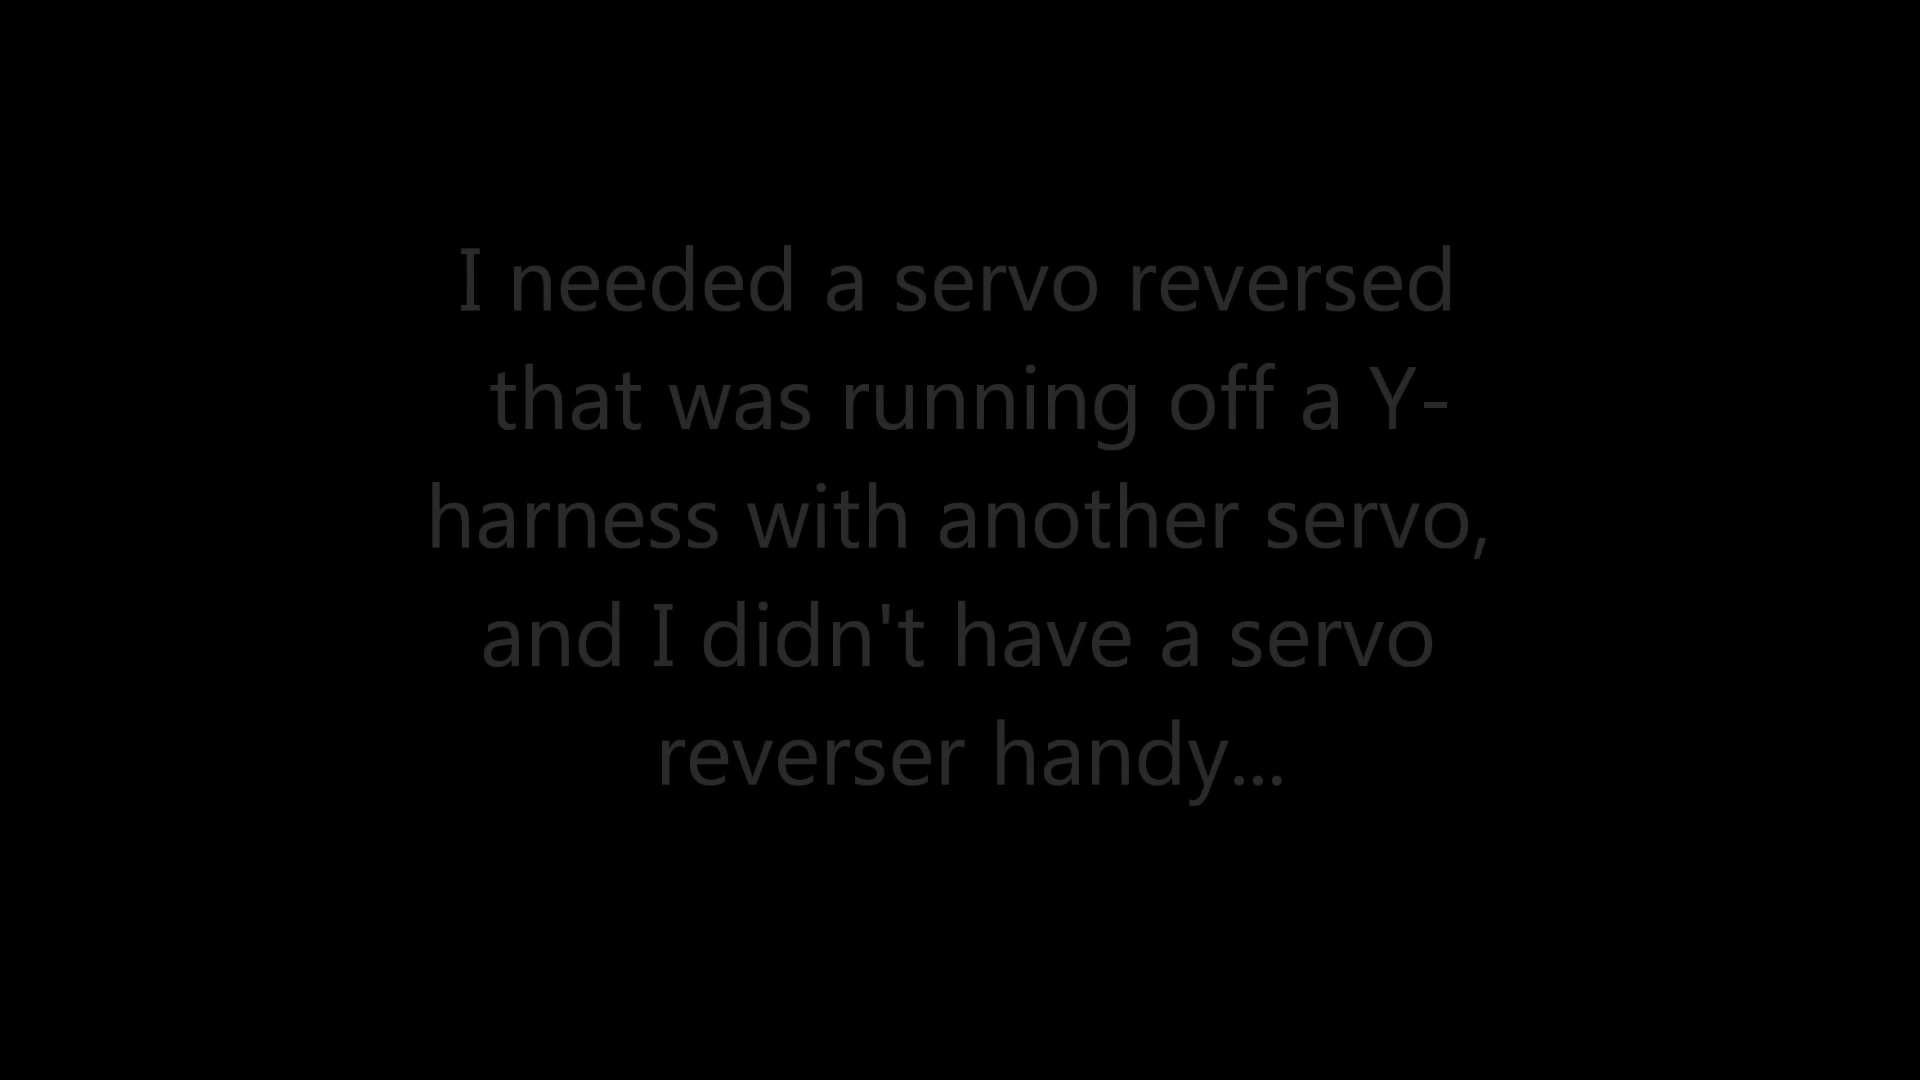 I needed a servo reversed
that was running off a Y-
harness with another servo,
and I didn't have a servo
reverser handy...